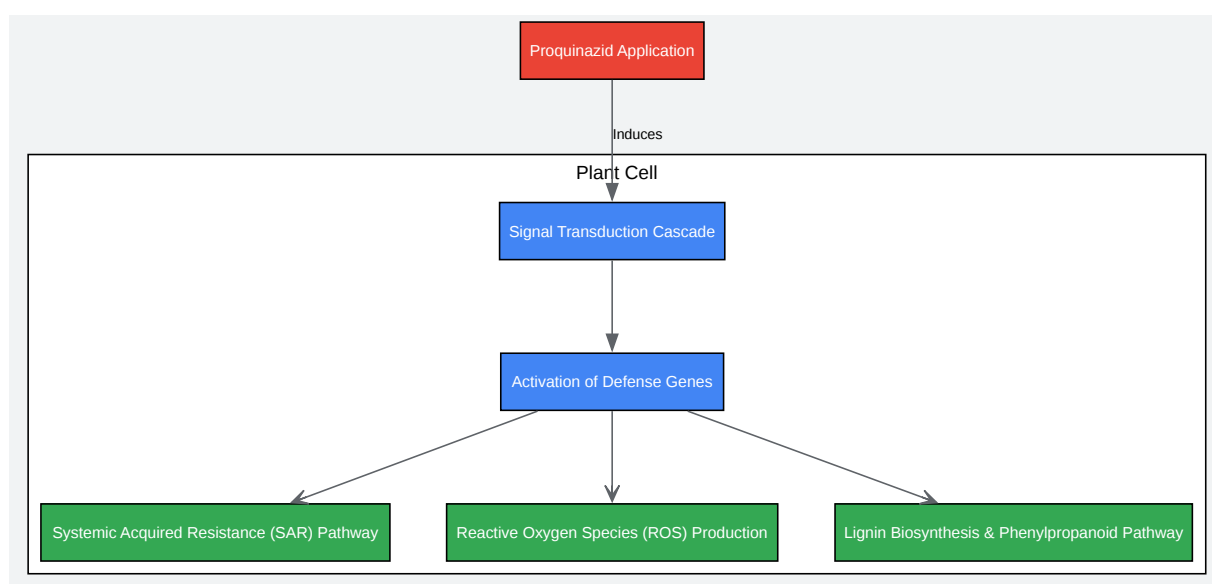 Proquinazid Application
Induces
Plant Cell
Signal Transduction Cascade
Activation of Defense Genes
Systemic Acquired Resistance (SAR) Pathway
Reactive Oxygen Species (ROS) Production
Lignin Biosynthesis & Phenylpropanoid Pathway